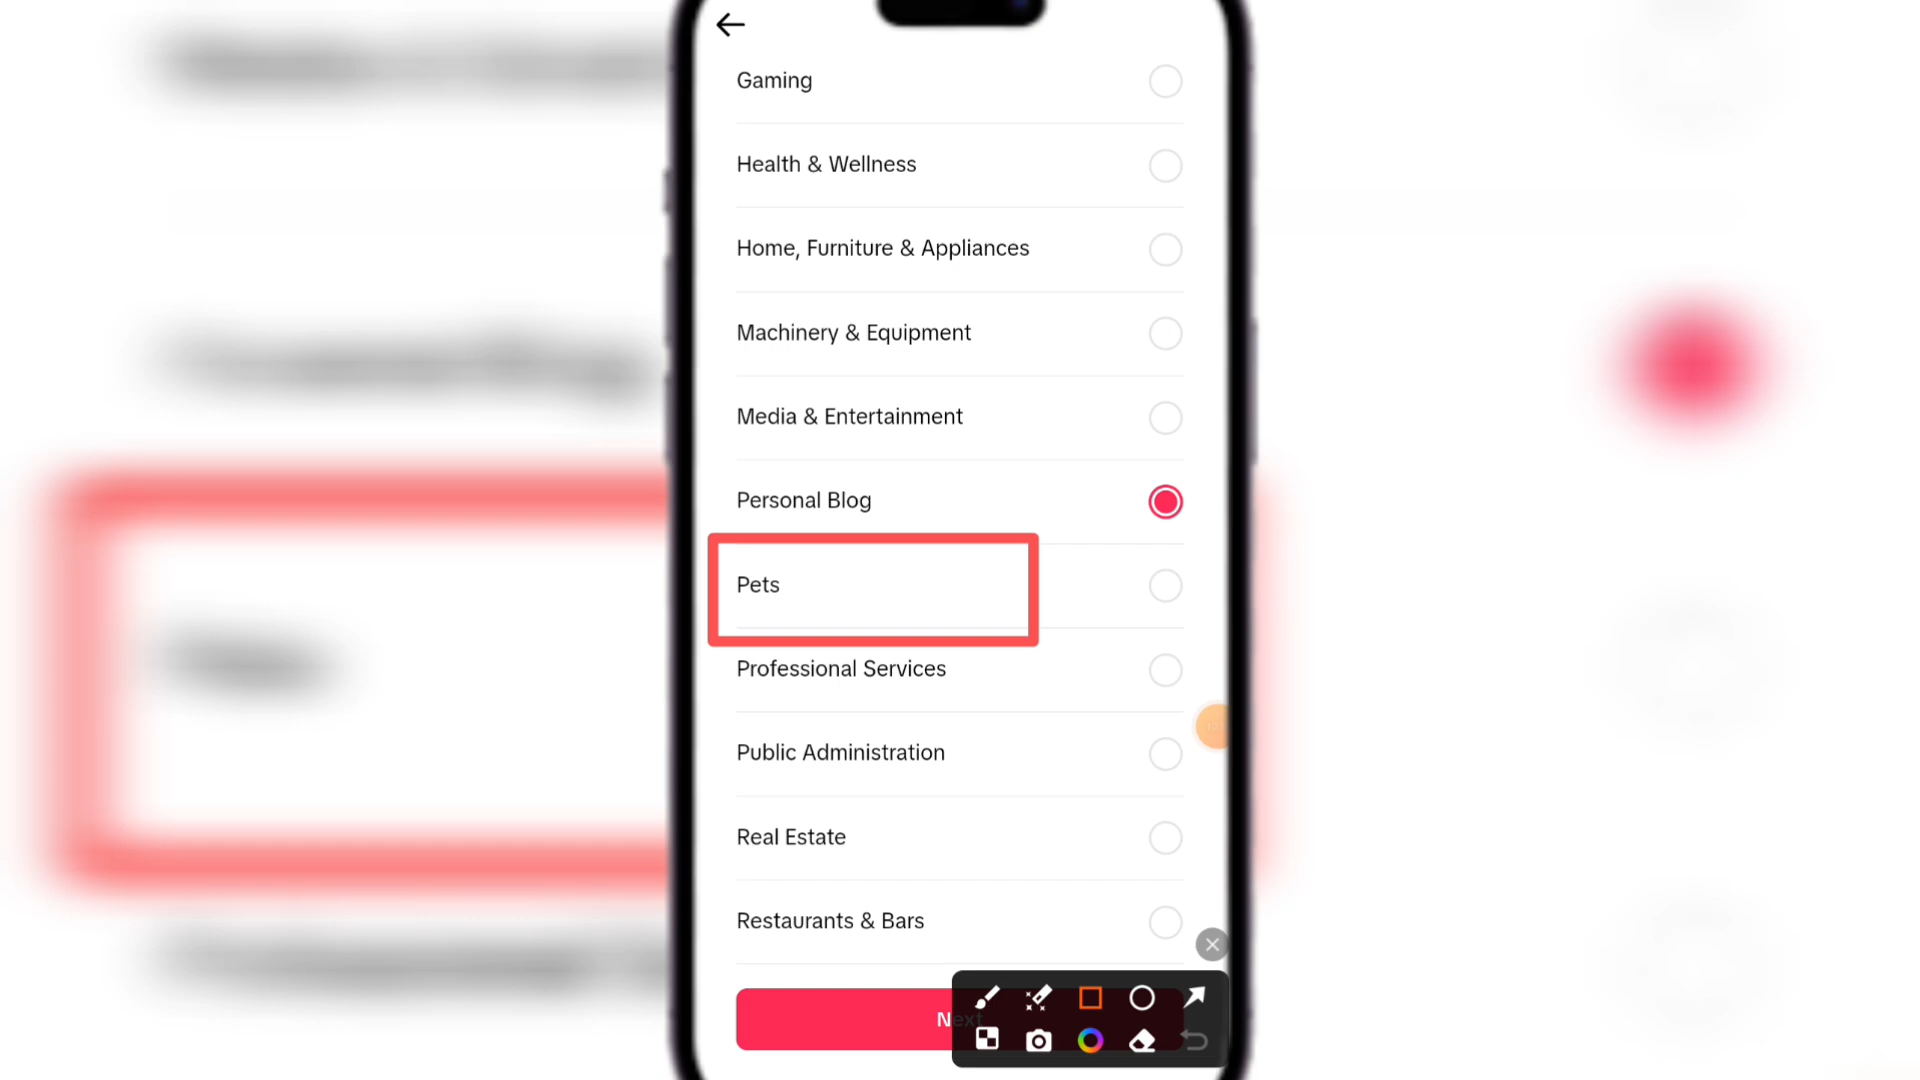 Gaming
Health & Wellness
Home, Furniture & Appliances
Machinery & Equipment
Media & Entertainment
Personal Blog
Pets
Professional Services
Public Administration
Real Estate
Restaurants & Bars
Next